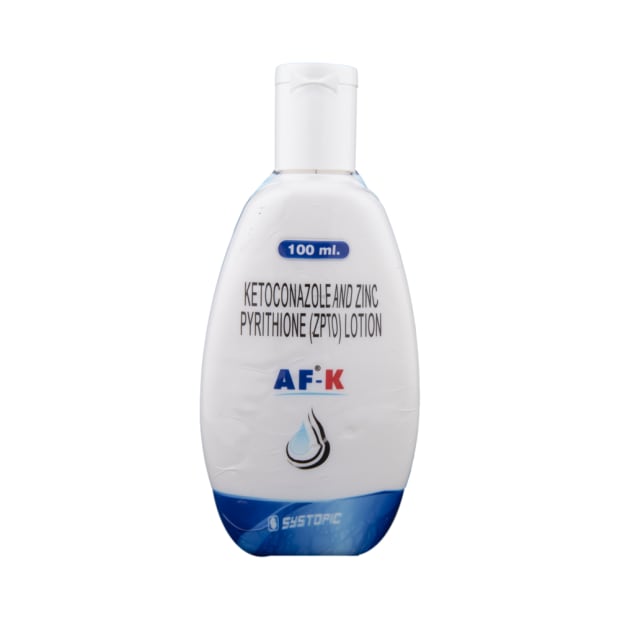 100 ml.
KETOCONAZOLE AND ZINC
PYRITHIONE (ZPTO) LOTION
AF®-K
SYSTOPIC